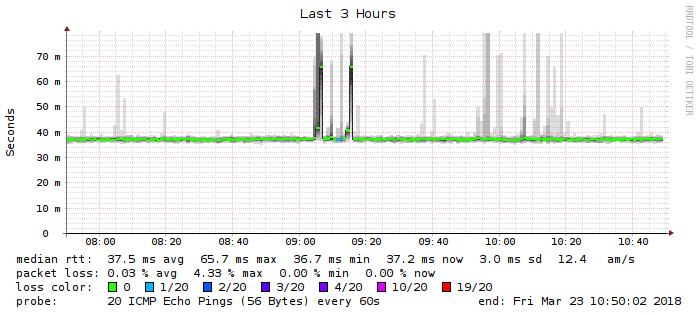 Last 3 Hours
RRDTOOL / TOBI OETIKER
Seconds
70 m
60 m
50 m
40 m
30 m
20 m
10 m
0
08:00 08:20 08:40 09:00 09:20 09:40 10:00 10:20 10:40
median rtt: 37.5 ms avg 65.7 ms max 36.7 ms min 37.2 ms now 3.0 ms sd 12.4 am/s
packet loss: 0.03 % avg 4.33 % max 0.00 % min 0.00 % now
loss color: 0 1/20 2/20 3/20 4/20 10/20 19/20
probe: 20 ICMP Echo Pings (56 Bytes) every 60s end: Fri Mar 23 10:50:02 2018